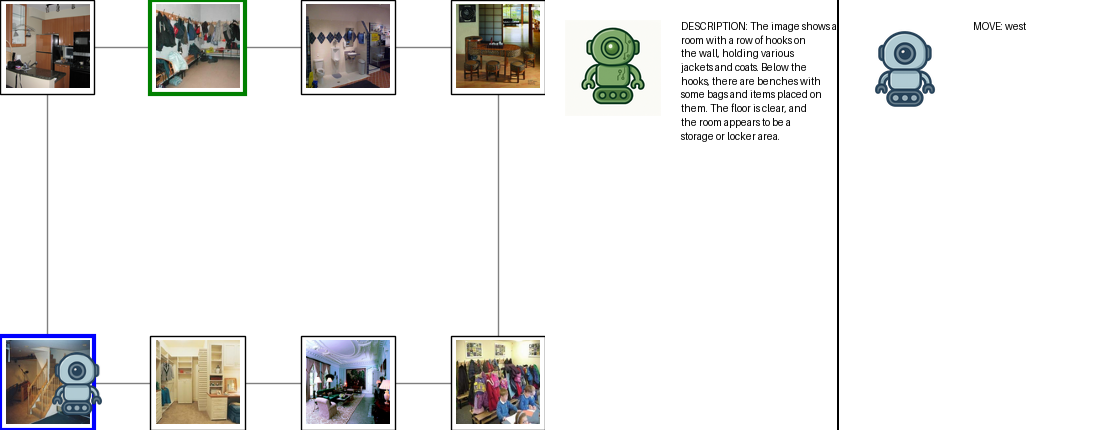 DESCRIPTION: The image shows a
room with a row of hooks on
the wall, holding various
jackets and coats. Below the
hooks, there are benches with
some bags and items placed on
them. The floor is clear, and
the room appears to be a
storage or locker area.
MOVE: west